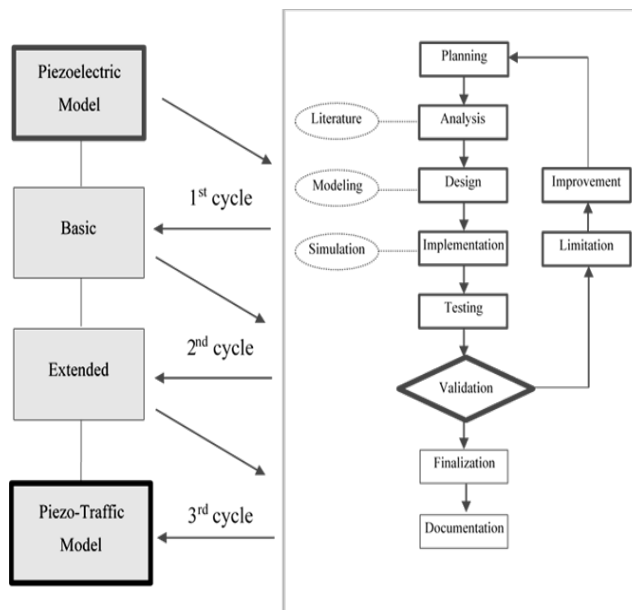 Piezoelectric
Model
1st cycle
Basic
2nd cycle
Extended
3rd cycle
Piezo-Traffic
Model
Planning
Literature
Analysis
Modeling
Design
Improvement
Simulation
Implementation
Limitation
Testing
Validation
Finalization
Documentation